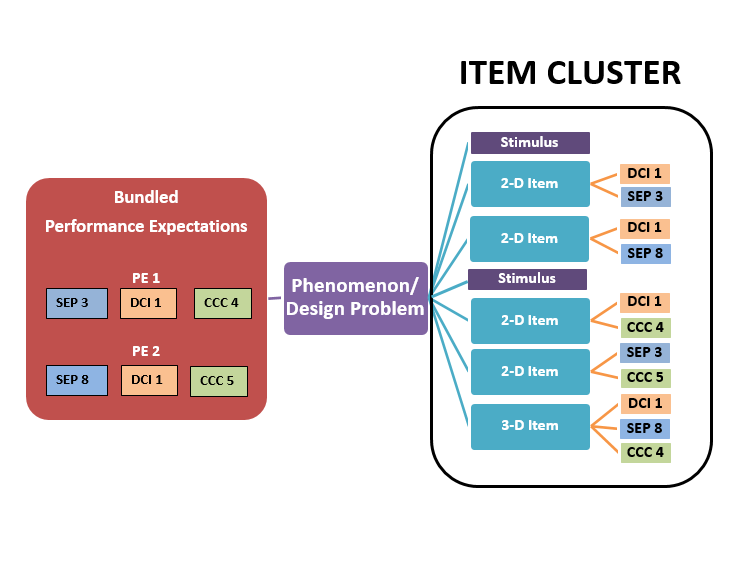 ITEM CLUSTER
Bundled
Performance Expectations
PE 1
SEP 3 DCI 1 CCC 4
PE 2
SEP 8 DCI 1 CCC 5
Phenomenon/
Design Problem
Stimulus
2-D Item
DCI 1
SEP 3
2-D Item
DCI 1
SEP 8
Stimulus
2-D Item
DCI 1
CCC 4
2-D Item
SEP 3
CCC 5
3-D Item
DCI 1
SEP 8
CCC 4